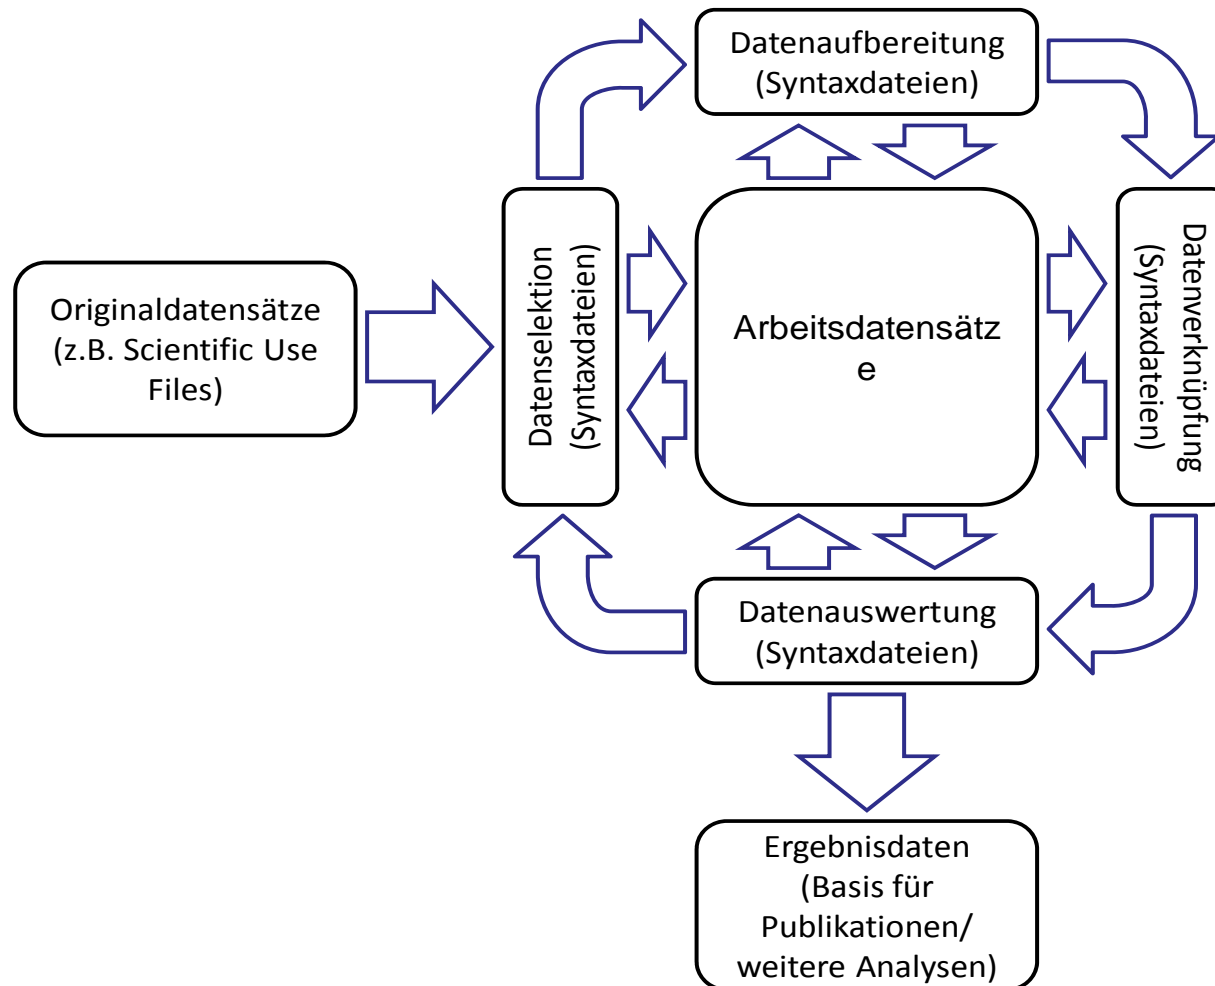 Datenaufbereitung
(Syntaxdateien)
Originaldatensätze
(z.B. Scientific Use
Files)
Datenselektion
(Syntaxdateien)
Arbeitsdatensätz
e
Datenverknüpfung
(Syntaxdateien)
Datenauswertung
(Syntaxdateien)
Ergebnisdaten
(Basis für
Publikationen/
weitere Analysen)